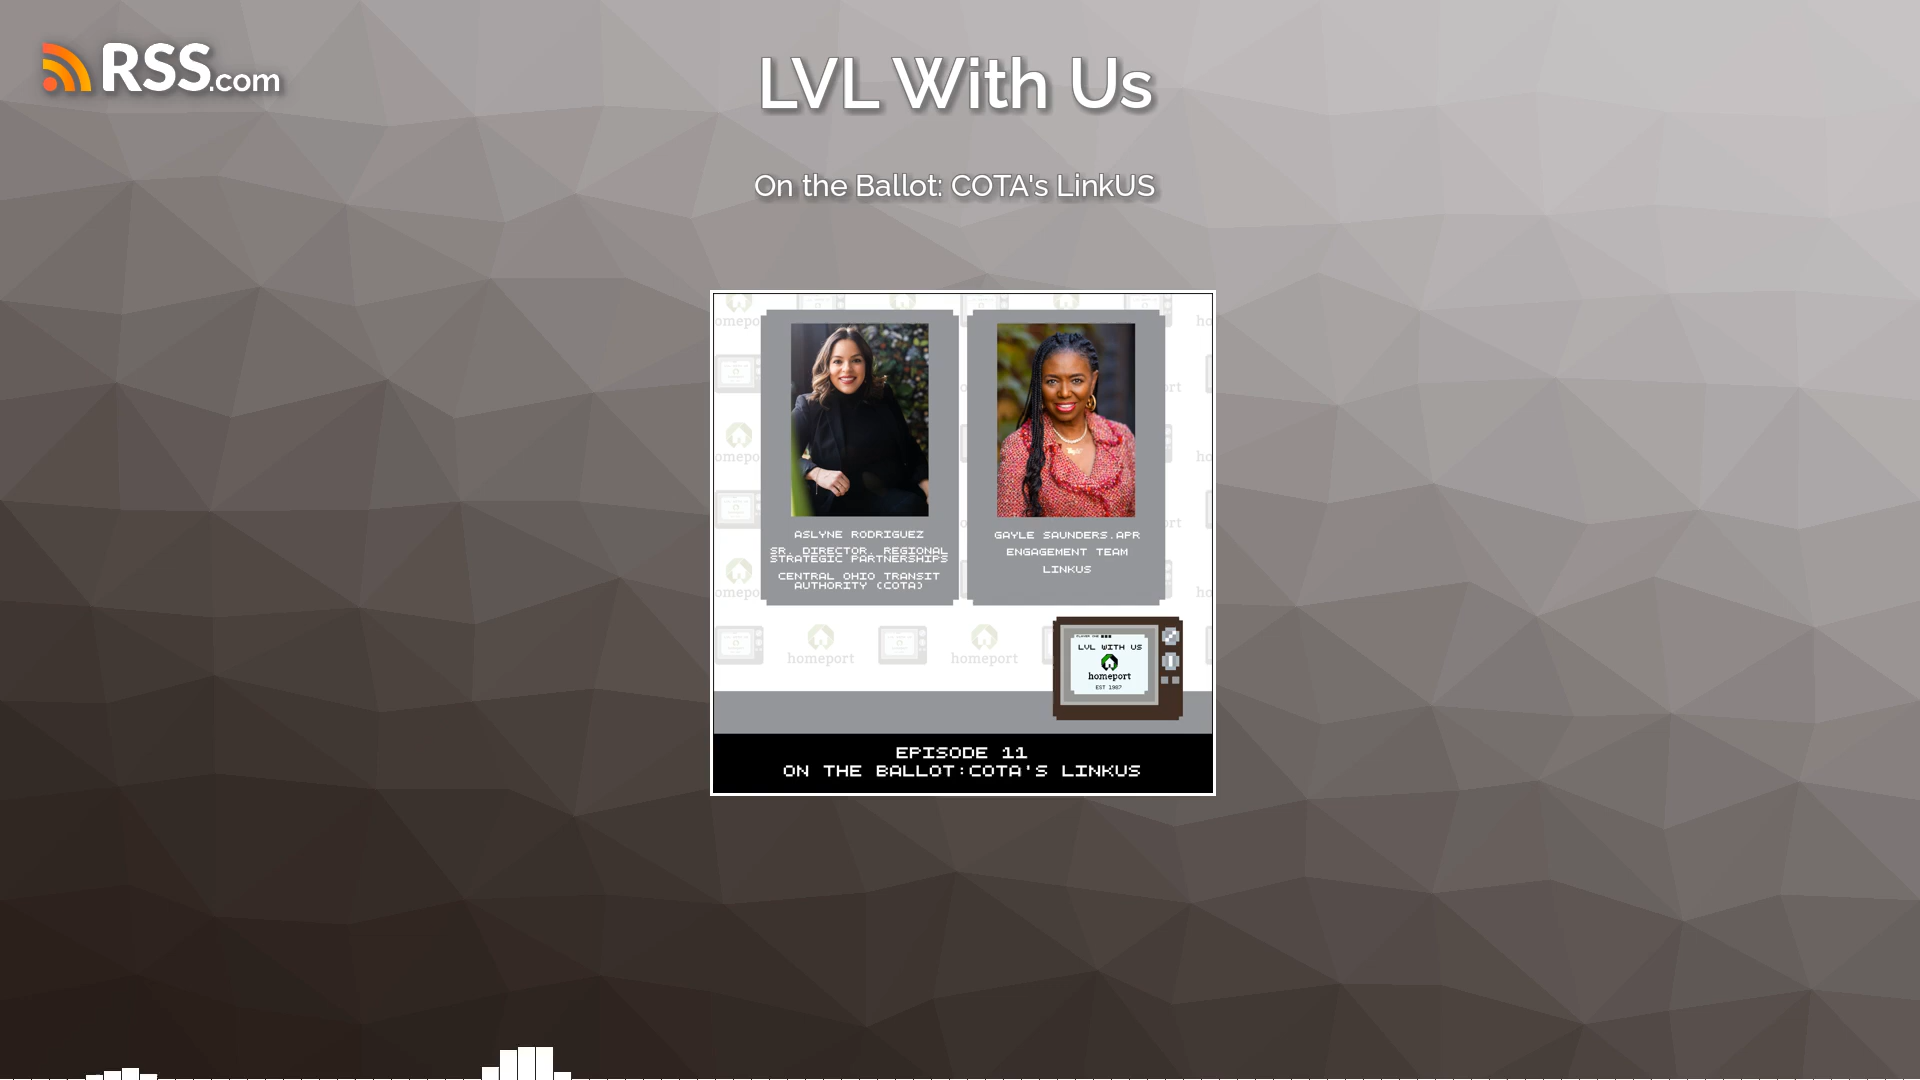 RSS.com
LVL With Us
On the Ballot: COTA's LinkUS
ASLYNE RODRIGUEZ
SR. DIRECTOR, REGIONAL
STRATEGIC PARTNERSHIPS
CENTRAL OHIO TRANSIT
AUTHORITY (COTA)
GAYLE SAUNDERS.APR
ENGAGEMENT TEAM
LINKUS
homeport
homeport
LVL WITH US
homeport
EST 1987
EPISODE 11
ON THE BALLOT:COTA'S LINKUS